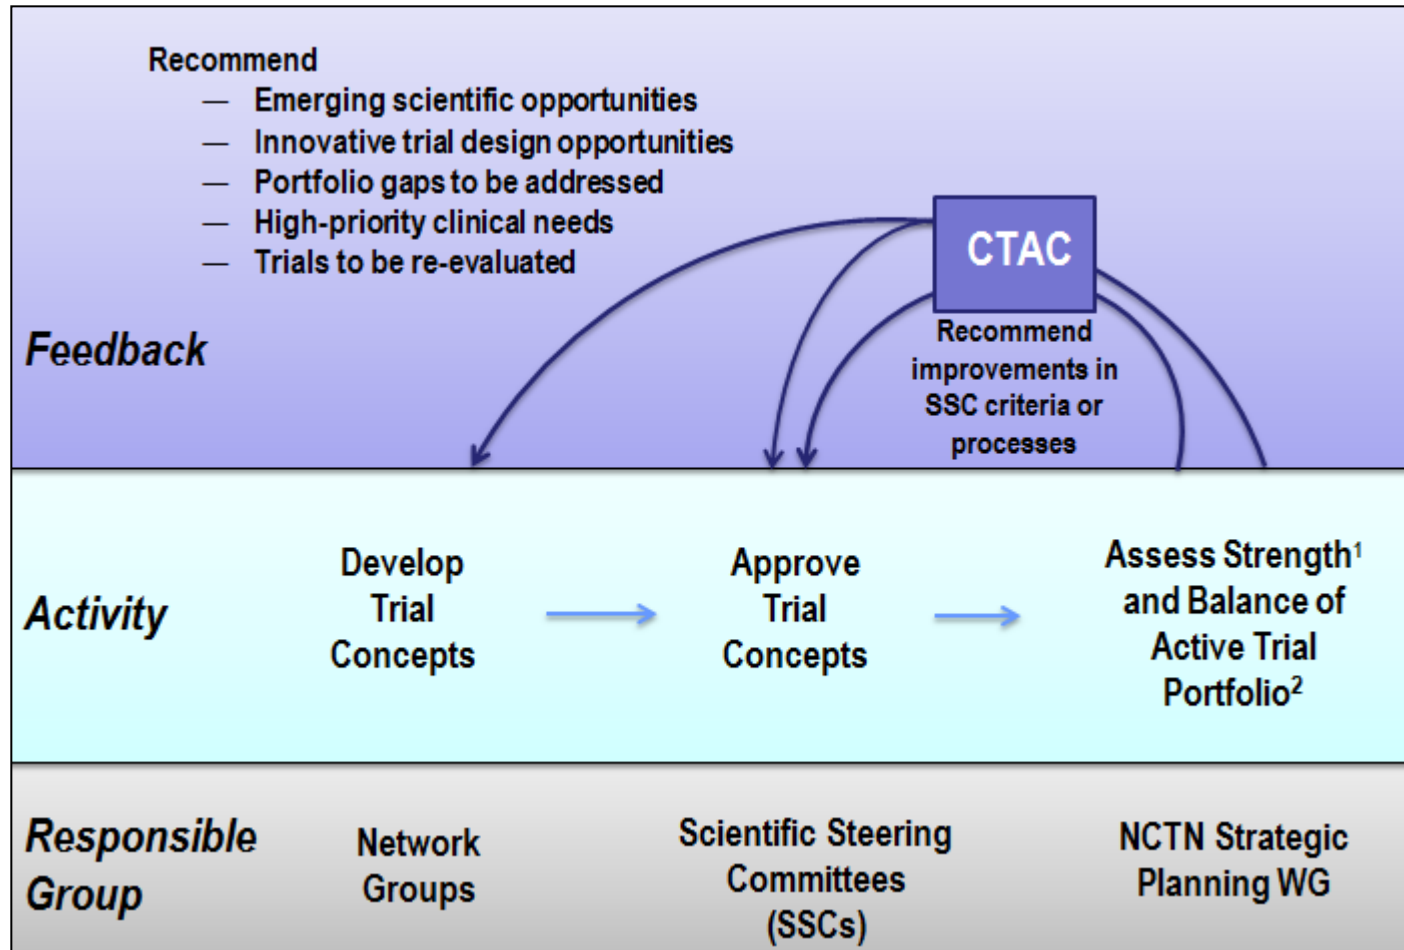 Recommend
— Emerging scientific opportunities
— Innovative trial design opportunities
— Portfolio gaps to be addressed
— High-priority clinical needs
— Trials to be re-evaluated
CTAC
Recommend
improvements in
SSC criteria or
processes
Feedback
Activity
Develop
Trial
Concepts
Approve
Trial
Concepts
Assess Strength¹
and Balance of
Active Trial
Portfolio²
Responsible
Group
Network
Groups
Scientific Steering
Committees
(SSCs)
NCTN Strategic
Planning WG